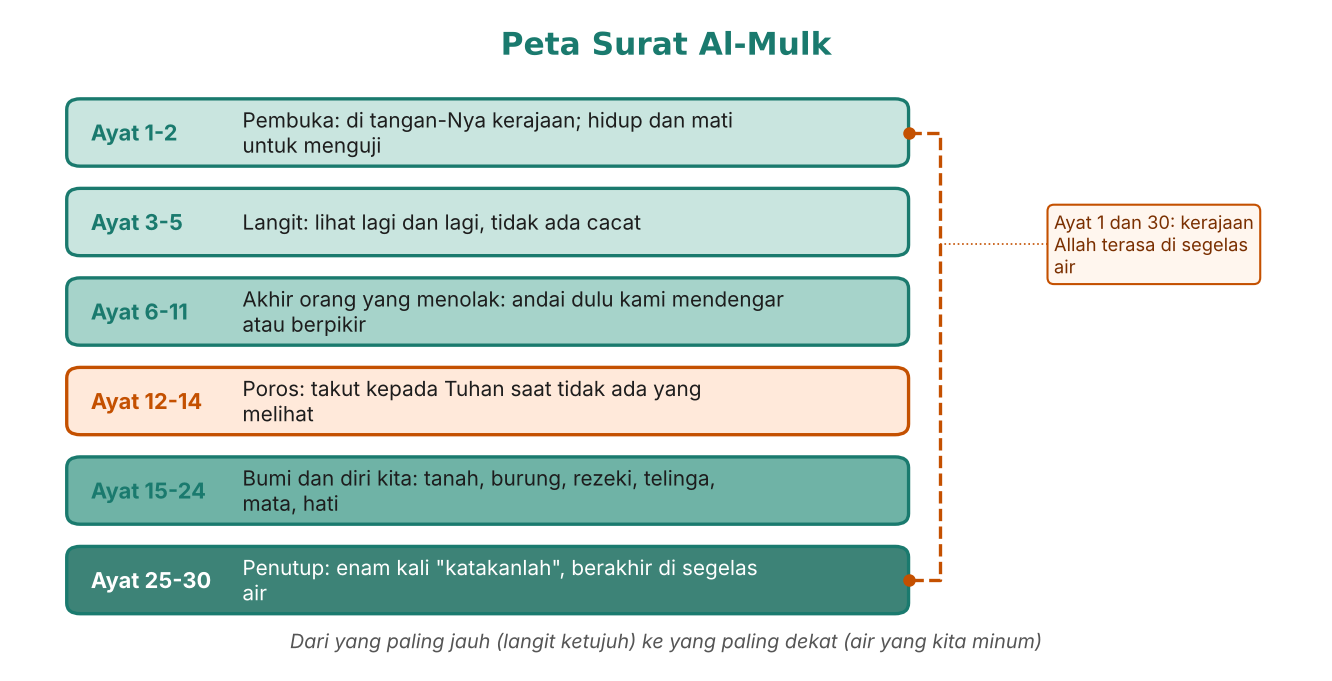 Peta Surat Al-Mulk
Ayat 1-2
Pembuka: di tangan-Nya kerajaan; hidup dan mati
untuk menguji
Ayat 3-5
Langit: lihat lagi dan lagi, tidak ada cacat
Ayat 1 dan 30: kerajaan
Allah terasa di segelas
air
Ayat 6-11
Akhir orang yang menolak: andai dulu kami mendengar
atau berpikir
Ayat 12-14
Poros: takut kepada Tuhan saat tidak ada yang
melihat
Ayat 15-24
Bumi dan diri kita: tanah, burung, rezeki, telinga,
mata, hati
Ayat 25-30
Penutup: enam kali "katakanlah", berakhir di segelas
air
Dari yang paling jauh (langit ketujuh) ke yang paling dekat (air yang kita minum)